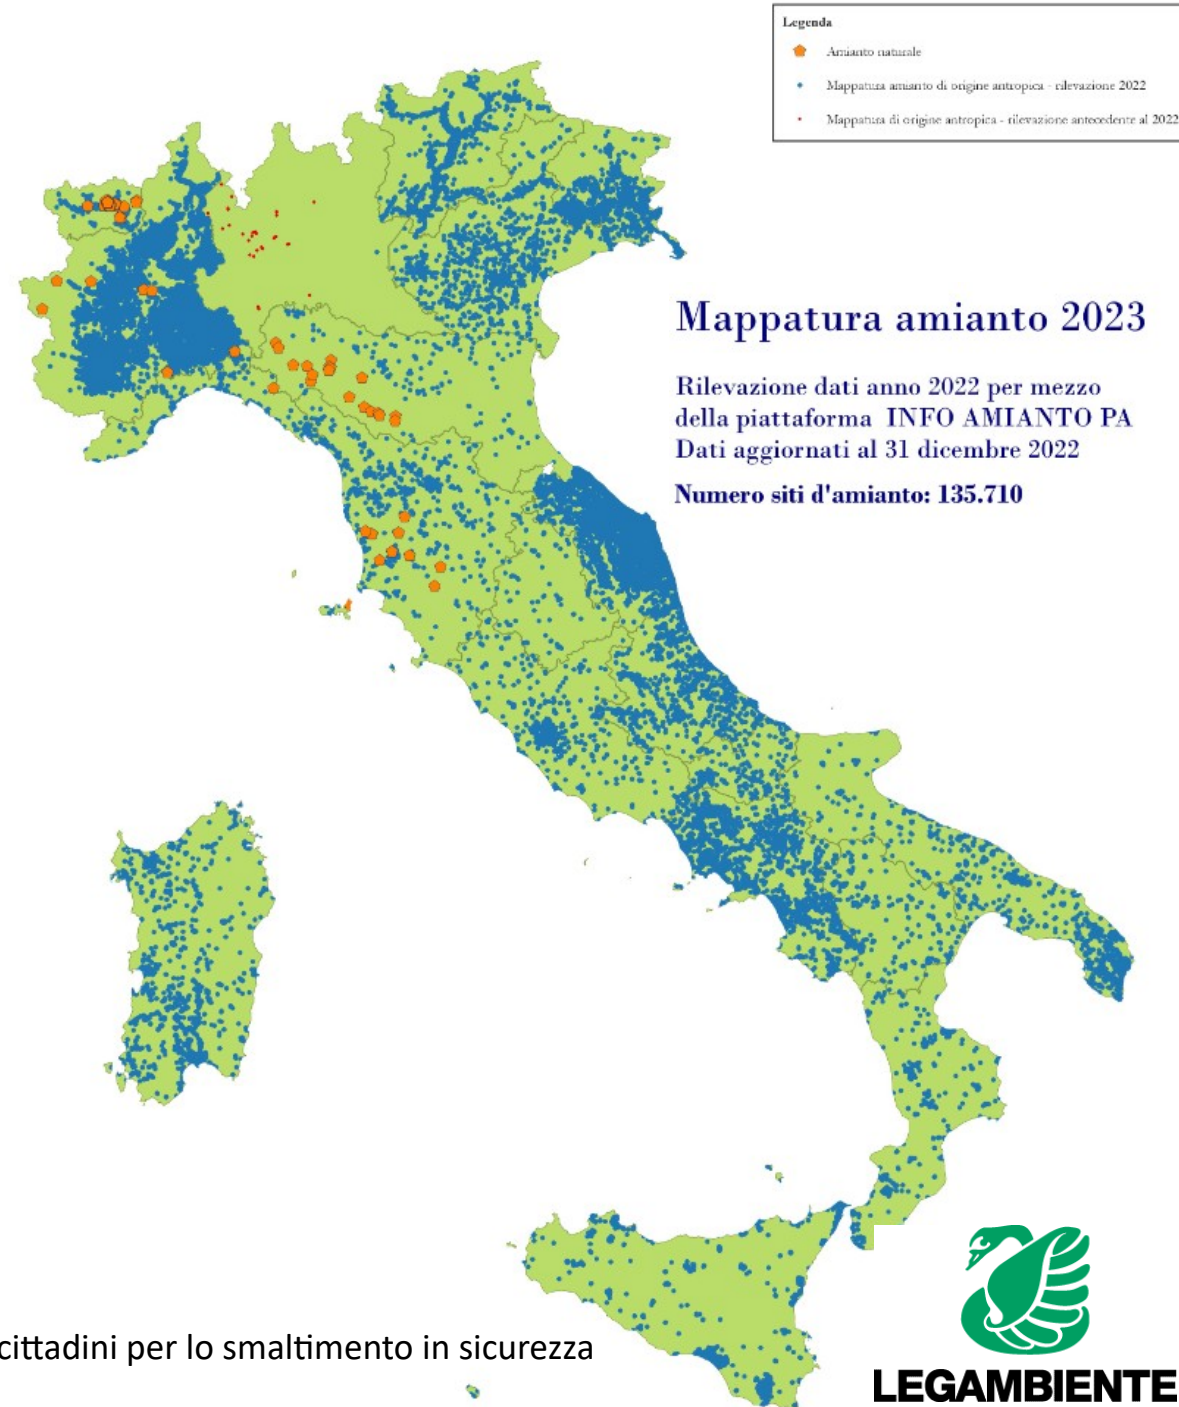 Legenda
Amianto naturale
Mappatura amianto di origine antropica - rilevazione 2022
Mappatura di origine antropica - rilevazione antecedente al 2022
Mappatura amianto 2023
Rilevazione dati anno 2022 per mezzo
della piattaforma INFO AMIANTO PA
Dati aggiornati al 31 dicembre 2022
Numero siti d'amianto: 135.710
cittadini per lo smaltimento in sicurezza
LEGAMBIENTE